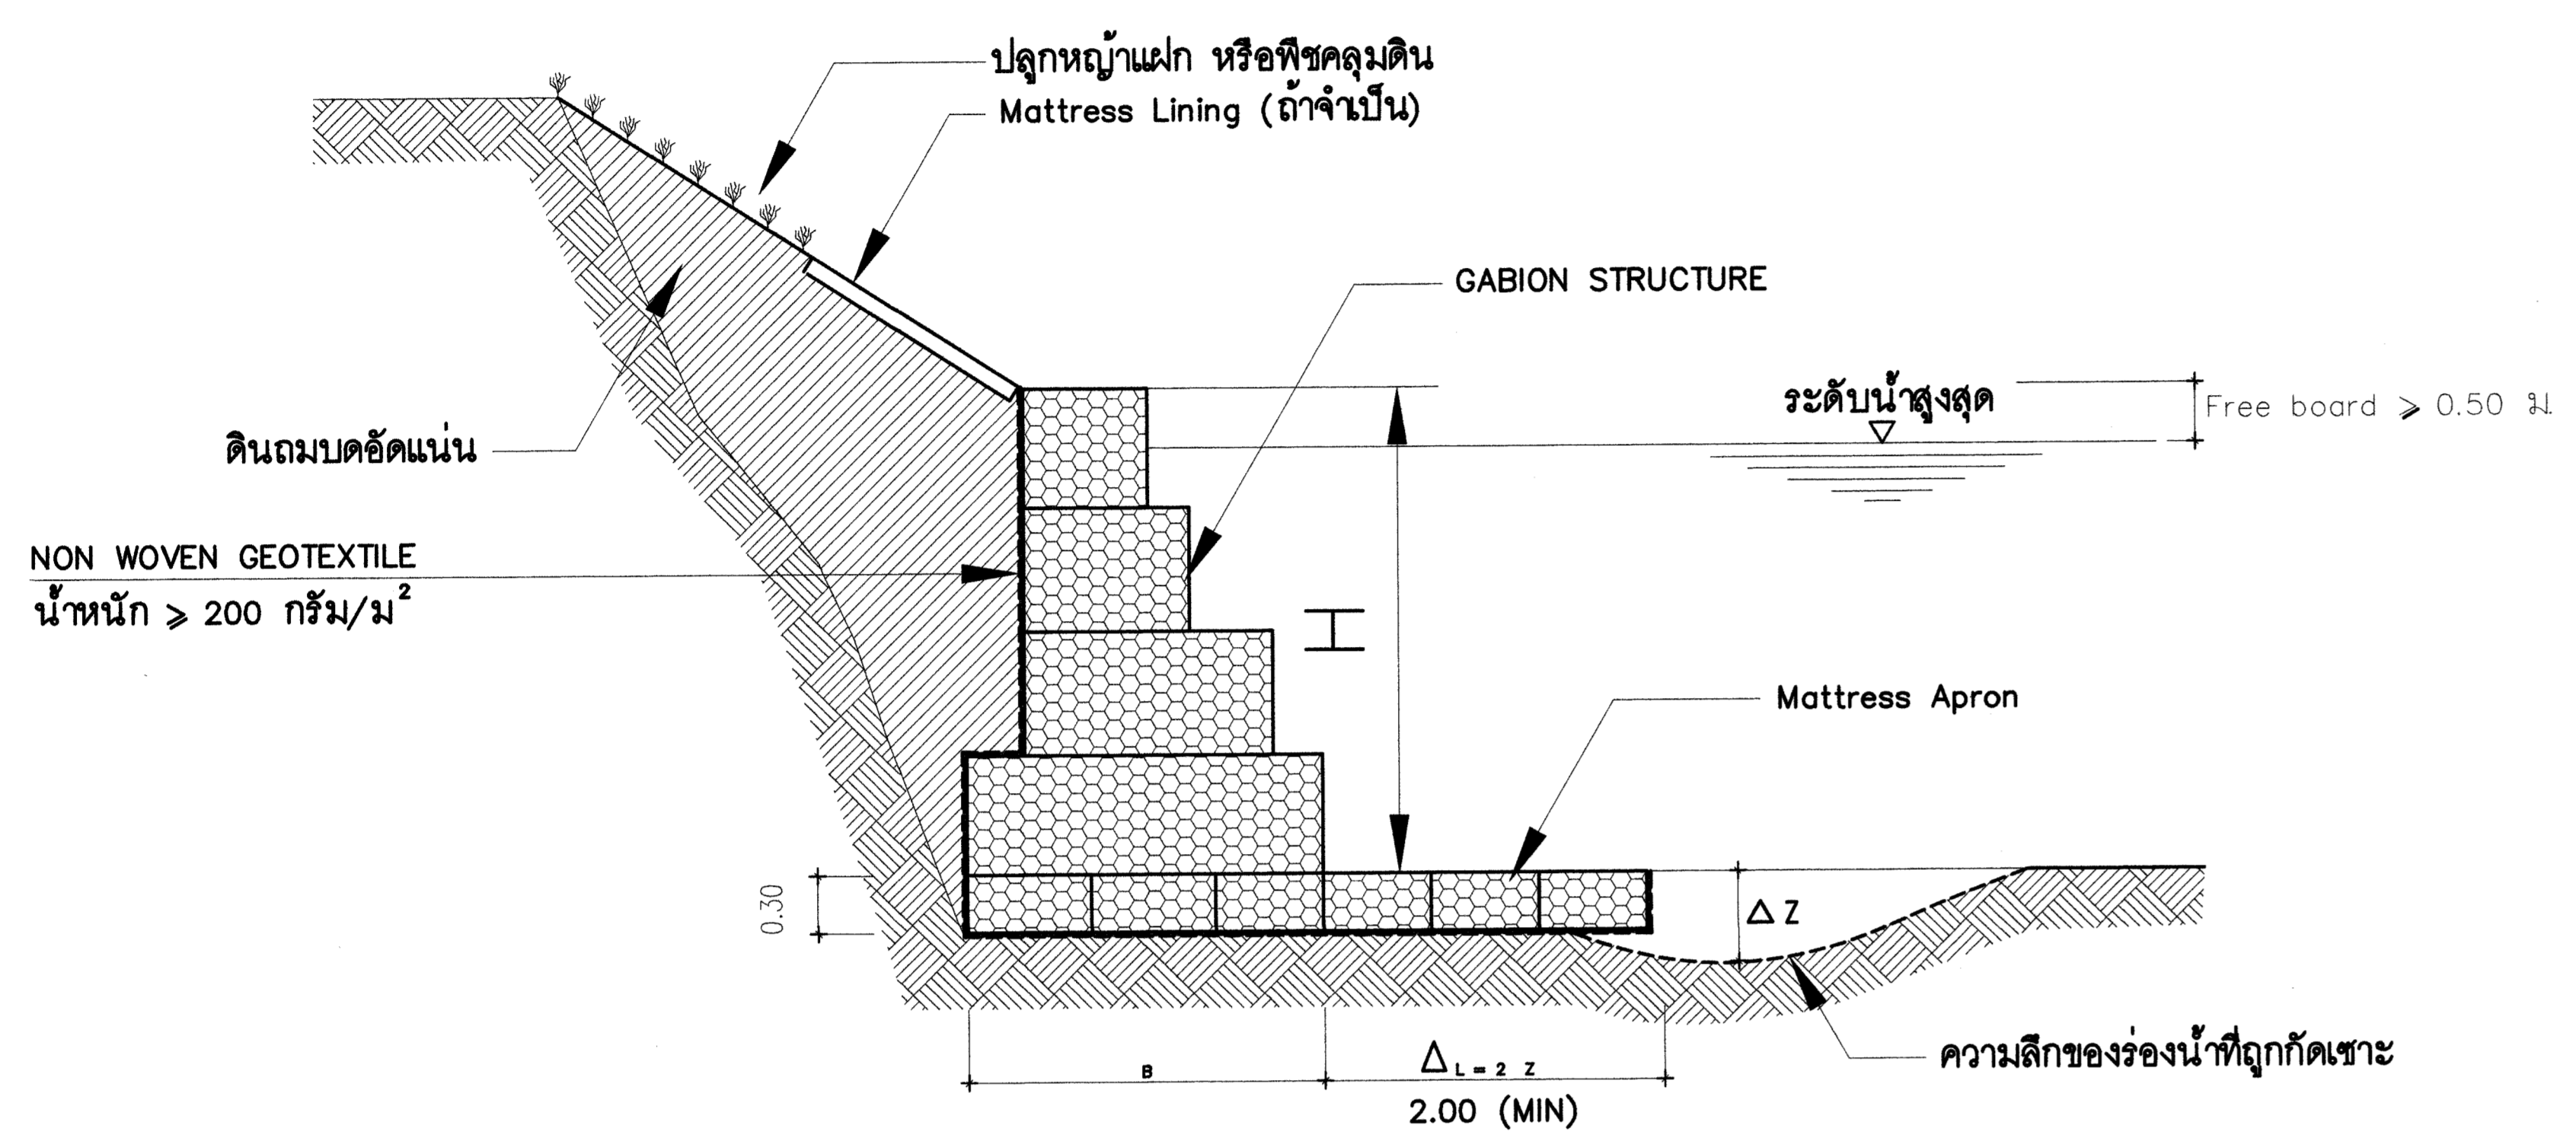 ปลูกหญ้าแฝก หรือพืชคลุมดิน
Mattress Lining (ถ้าจำเป็น)
GABION STRUCTURE
ระดับน้ำสูงสุด
Free board ⩾ 0.50 ม.
ดินถมบดอัดแน่น
NON WOVEN GEOTEXTILE
น้ำหนัก ⩾ 200 กรัม/ม²
H
Mattress Apron
0.30
Δ Z
ความลึกของร่องน้ำที่ถูกกัดเซาะ
B
Δ L = 2 Z
2.00 (MIN)